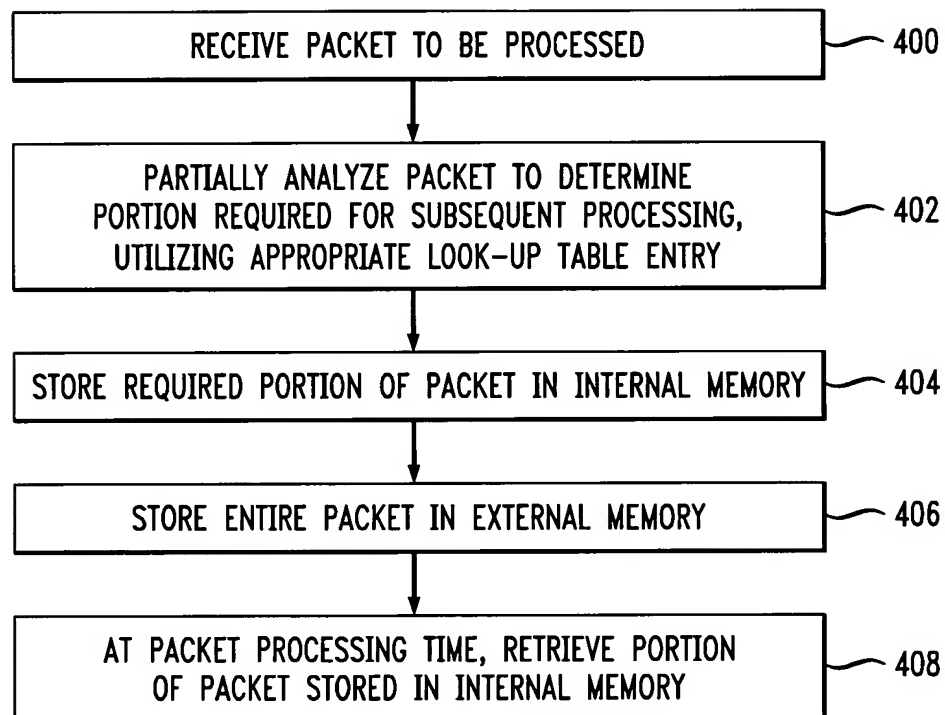 RECEIVE PACKET TO BE PROCESSED
400
PARTIALLY ANALYZE PACKET TO DETERMINE
PORTION REQUIRED FOR SUBSEQUENT PROCESSING,
UTILIZING APPROPRIATE LOOK-UP TABLE ENTRY
402
STORE REQUIRED PORTION OF PACKET IN INTERNAL MEMORY
404
STORE ENTIRE PACKET IN EXTERNAL MEMORY
406
AT PACKET PROCESSING TIME, RETRIEVE PORTION
OF PACKET STORED IN INTERNAL MEMORY
408